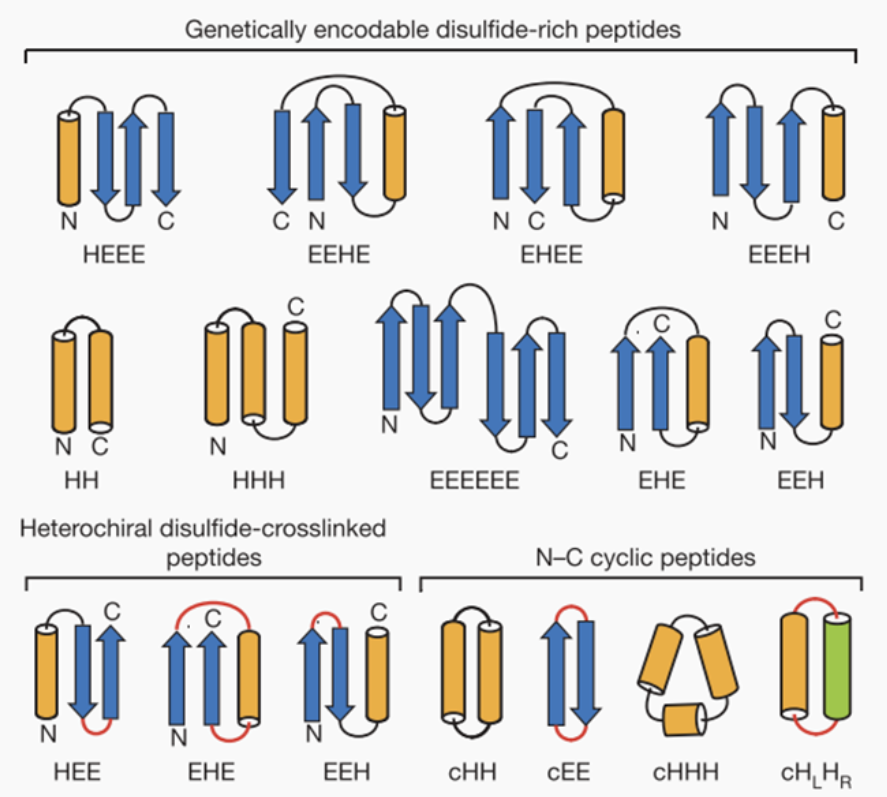 Genetically encodable disulfide-rich peptides
N C C N N C N C
HEEE EEHE EHEE EEEH
C C C
N C N N C N N
HH HHH EEEEEE EHE EEH
Heterochiral disulfide-crosslinked
peptides
N–C cyclic peptides
C C C
N N N
HEE EHE EEH cHH cEE cHHH cHLHR